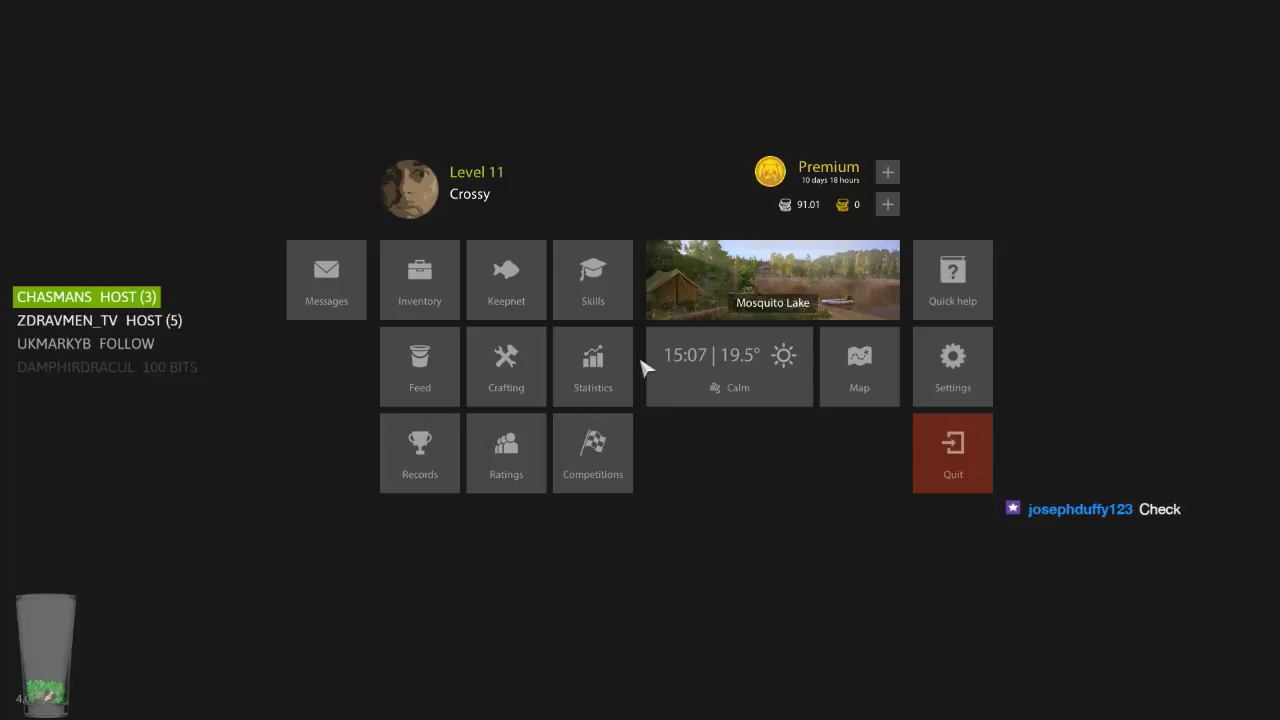 Level 11
Crossy
Premium
10 days 18 hours
91.01
0
Messages
Inventory
Keepnet
Skills
Mosquito Lake
Quick help
CHASMANS HOST (3)
ZDRAVMEN_TV HOST (5)
UKMARKYB FOLLOW
DAMPHIRDRACUL 100 BITS
Feed
Crafting
Statistics
15:07 | 19.5°
Calm
Map
Settings
Records
Ratings
Competitions
Quit
josephduffy123 Check